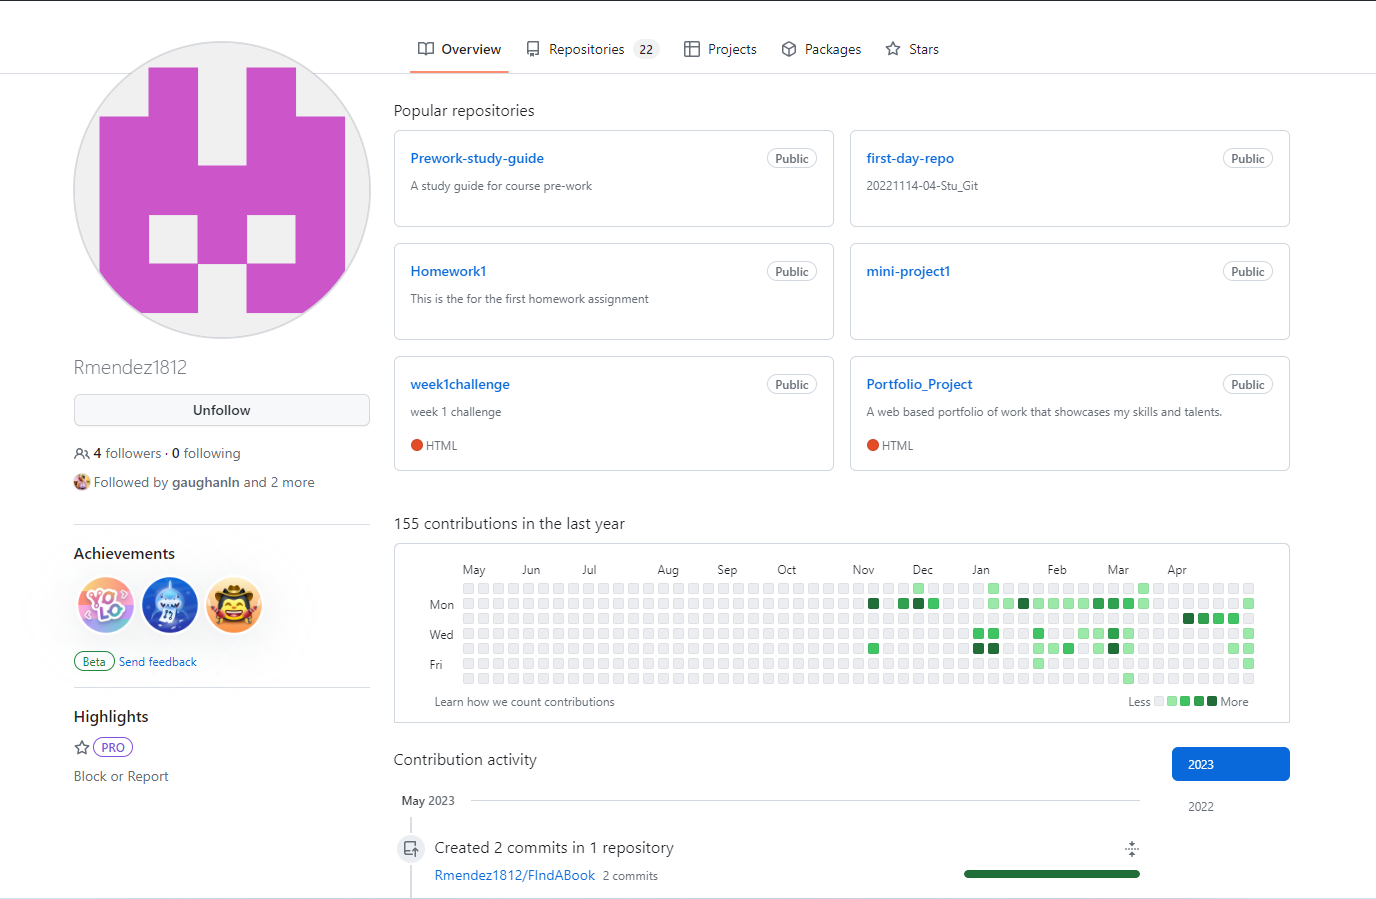 Overview Repositories 22 Projects Packages Stars
Popular repositories
Prework-study-guide Public
A study guide for course pre-work
first-day-repo Public
20221114-04-Stu_Git
Homework1 Public
This is the for the first homework assignment
mini-project1 Public
week1challenge Public
week 1 challenge
HTML
Portfolio_Project Public
A web based portfolio of work that showcases my skills and talents.
HTML
Rmendez1812
Unfollow
4 followers · 0 following
Followed by gaughanln and 2 more
Achievements
YOLO
Beta Send feedback
Highlights
PRO
Block or Report
155 contributions in the last year
May Jun Jul Aug Sep Oct Nov Dec Jan Feb Mar Apr
Mon
Wed
Fri
Learn how we count contributions
Less More
Contribution activity
2023
2022
May 2023
Created 2 commits in 1 repository
Rmendez1812/FIndABook 2 commits